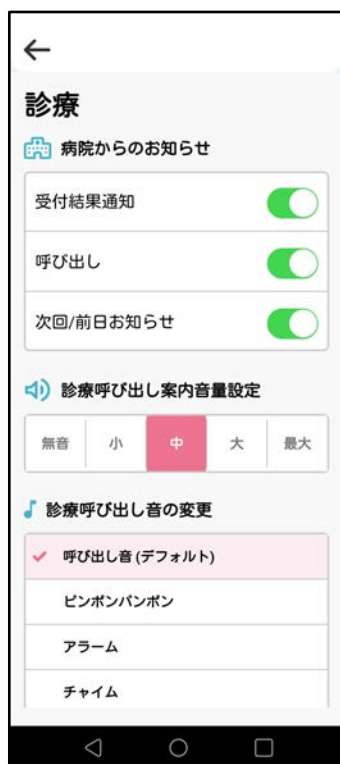 診療
病院からのお知らせ
受付結果通知
呼び出し
次回/前日お知らせ
診療呼び出し案内音量設定
無音 小 中 大 最大
診療呼び出し音の変更
呼び出し音(デフォルト)
ピンポンパンポン
アラーム
チャイム